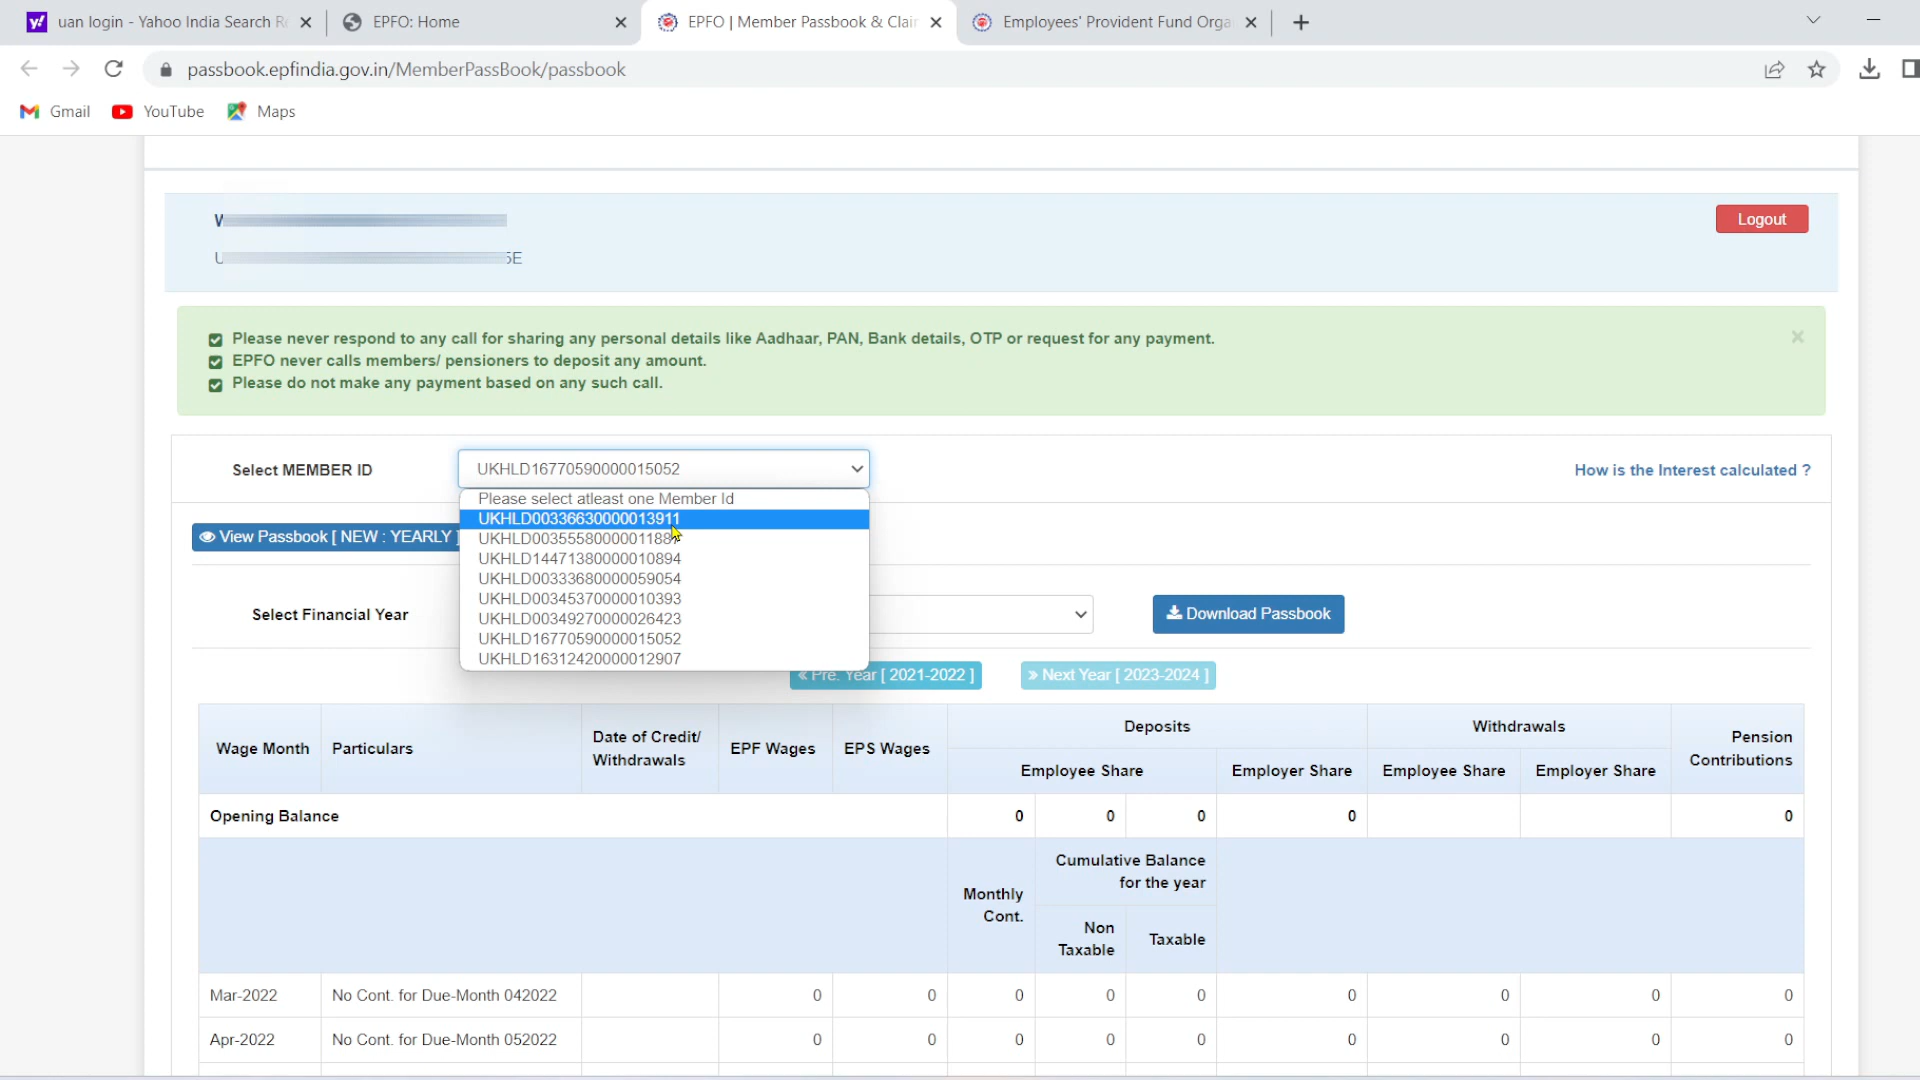 uan login - Yahoo India Search Re
EPFO: Home
EPFO | Member Passbook & Clain
Employees' Provident Fund Orga
passbook.epfindia.gov.in/MemberPassBook/passbook
Gmail
YouTube
Maps
Logout
5E
Please never respond to any call for sharing any personal details like Aadhaar, PAN, Bank details, OTP or request for any payment.
EPFO never calls members/ pensioners to deposit any amount.
Please do not make any payment based on any such call.
Select MEMBER ID
UKHLD16770590000015052
How is the Interest calculated ?
Please select atleast one Member Id
UKHLD00336630000013911
UKHLD00355580000011887
UKHLD14471380000010894
UKHLD00333680000059054
UKHLD00345370000010393
UKHLD00349270000026423
UKHLD16770590000015052
UKHLD16312420000012907
View Passbook [ NEW : YEARLY ]
Select Financial Year
Download Passbook
« Pre. Year [ 2021-2022 ]
» Next Year [ 2023-2024 ]
Wage Month
Particulars
Date of Credit/
Withdrawals
EPF Wages
EPS Wages
Deposits
Withdrawals
Pension
Contributions
Employee Share
Employer Share
Employee Share
Employer Share
Opening Balance 0 0 0 0 0
Monthly
Cont.
Cumulative Balance
for the year
Non
Taxable
Taxable
Mar-2022 No Cont. for Due-Month 042022 0 0 0 0 0 0 0 0 0
Apr-2022 No Cont. for Due-Month 052022 0 0 0 0 0 0 0 0 0